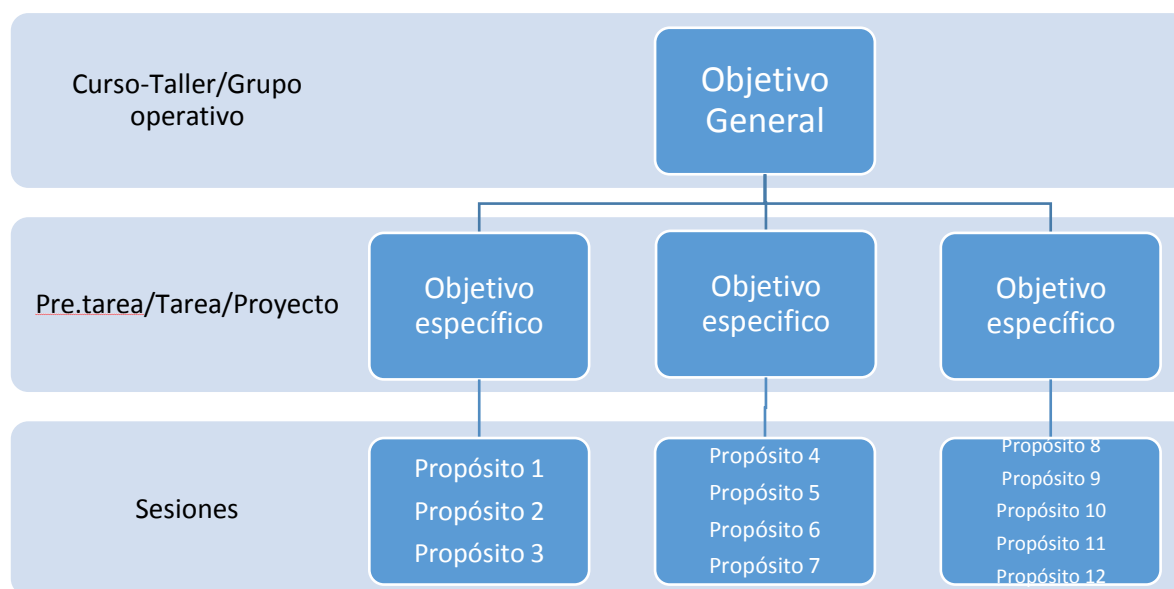 Curso-Taller/Grupo
operativo
Objetivo
General
Pre.tarea/Tarea/Proyecto
Objetivo
específico
Objetivo
especifico
Objetivo
específico
Sesiones
Propósito 1
Propósito 2
Propósito 3
Propósito 4
Propósito 5
Propósito 6
Propósito 7
Propósito 8
Propósito 9
Propósito 10
Propósito 11
Propósito 12